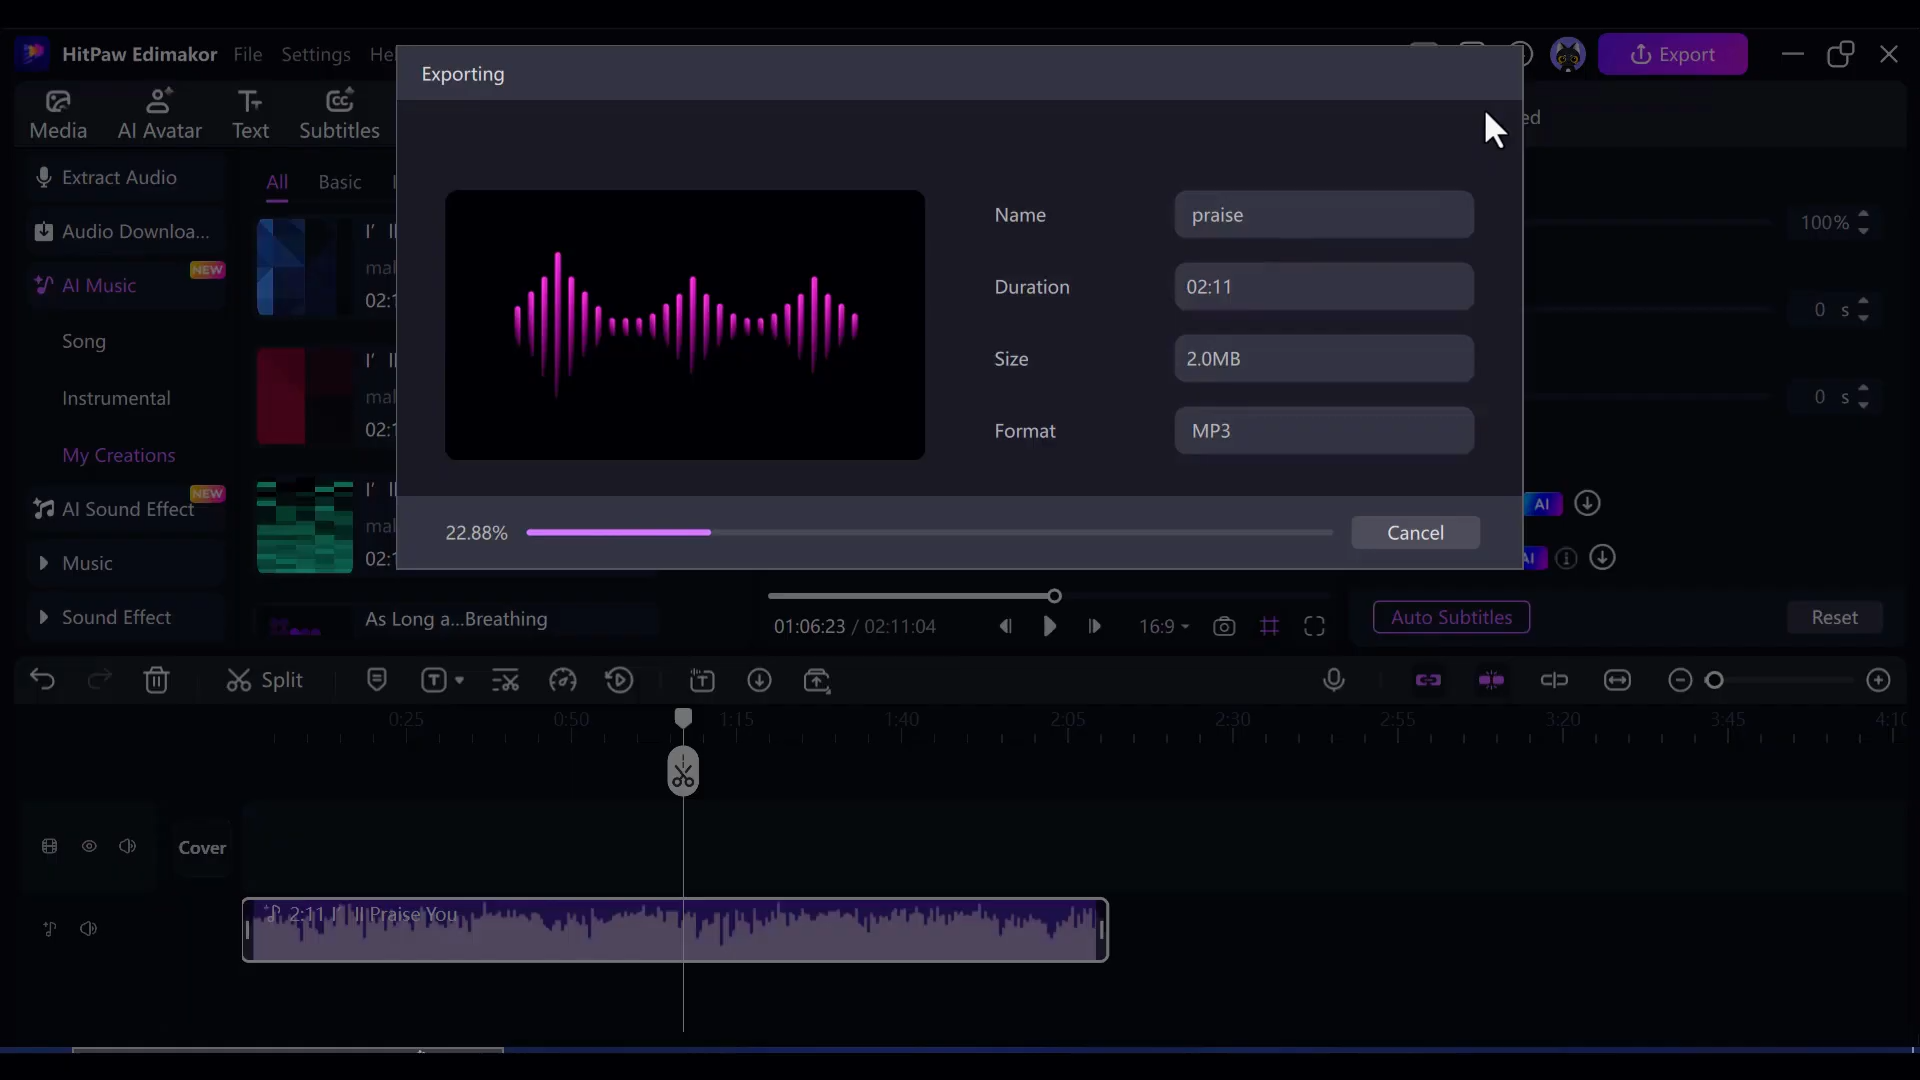 HitPaw Edimakor File Settings
Export
Exporting
Media AI Avatar Text Subtitles
Extract Audio
Audio Downloa...
AI Music NEW
Song
Instrumental
My Creations
AI Sound Effect NEW
Music
Sound Effect
All Basic
As Long a...Breathing
Name praise
Duration 02:11
Size 2.0MB
Format MP3
22.88% Cancel
100%
0 s
0 s
AI
AI
01:06:23 / 02:11:04 16:9
Auto Subtitles Reset
Split
0:25 0:50 1:15 1:40 2:05 2:30 2:55 3:20 3:45 4:10
Cover
2:11 I' ll Praise You